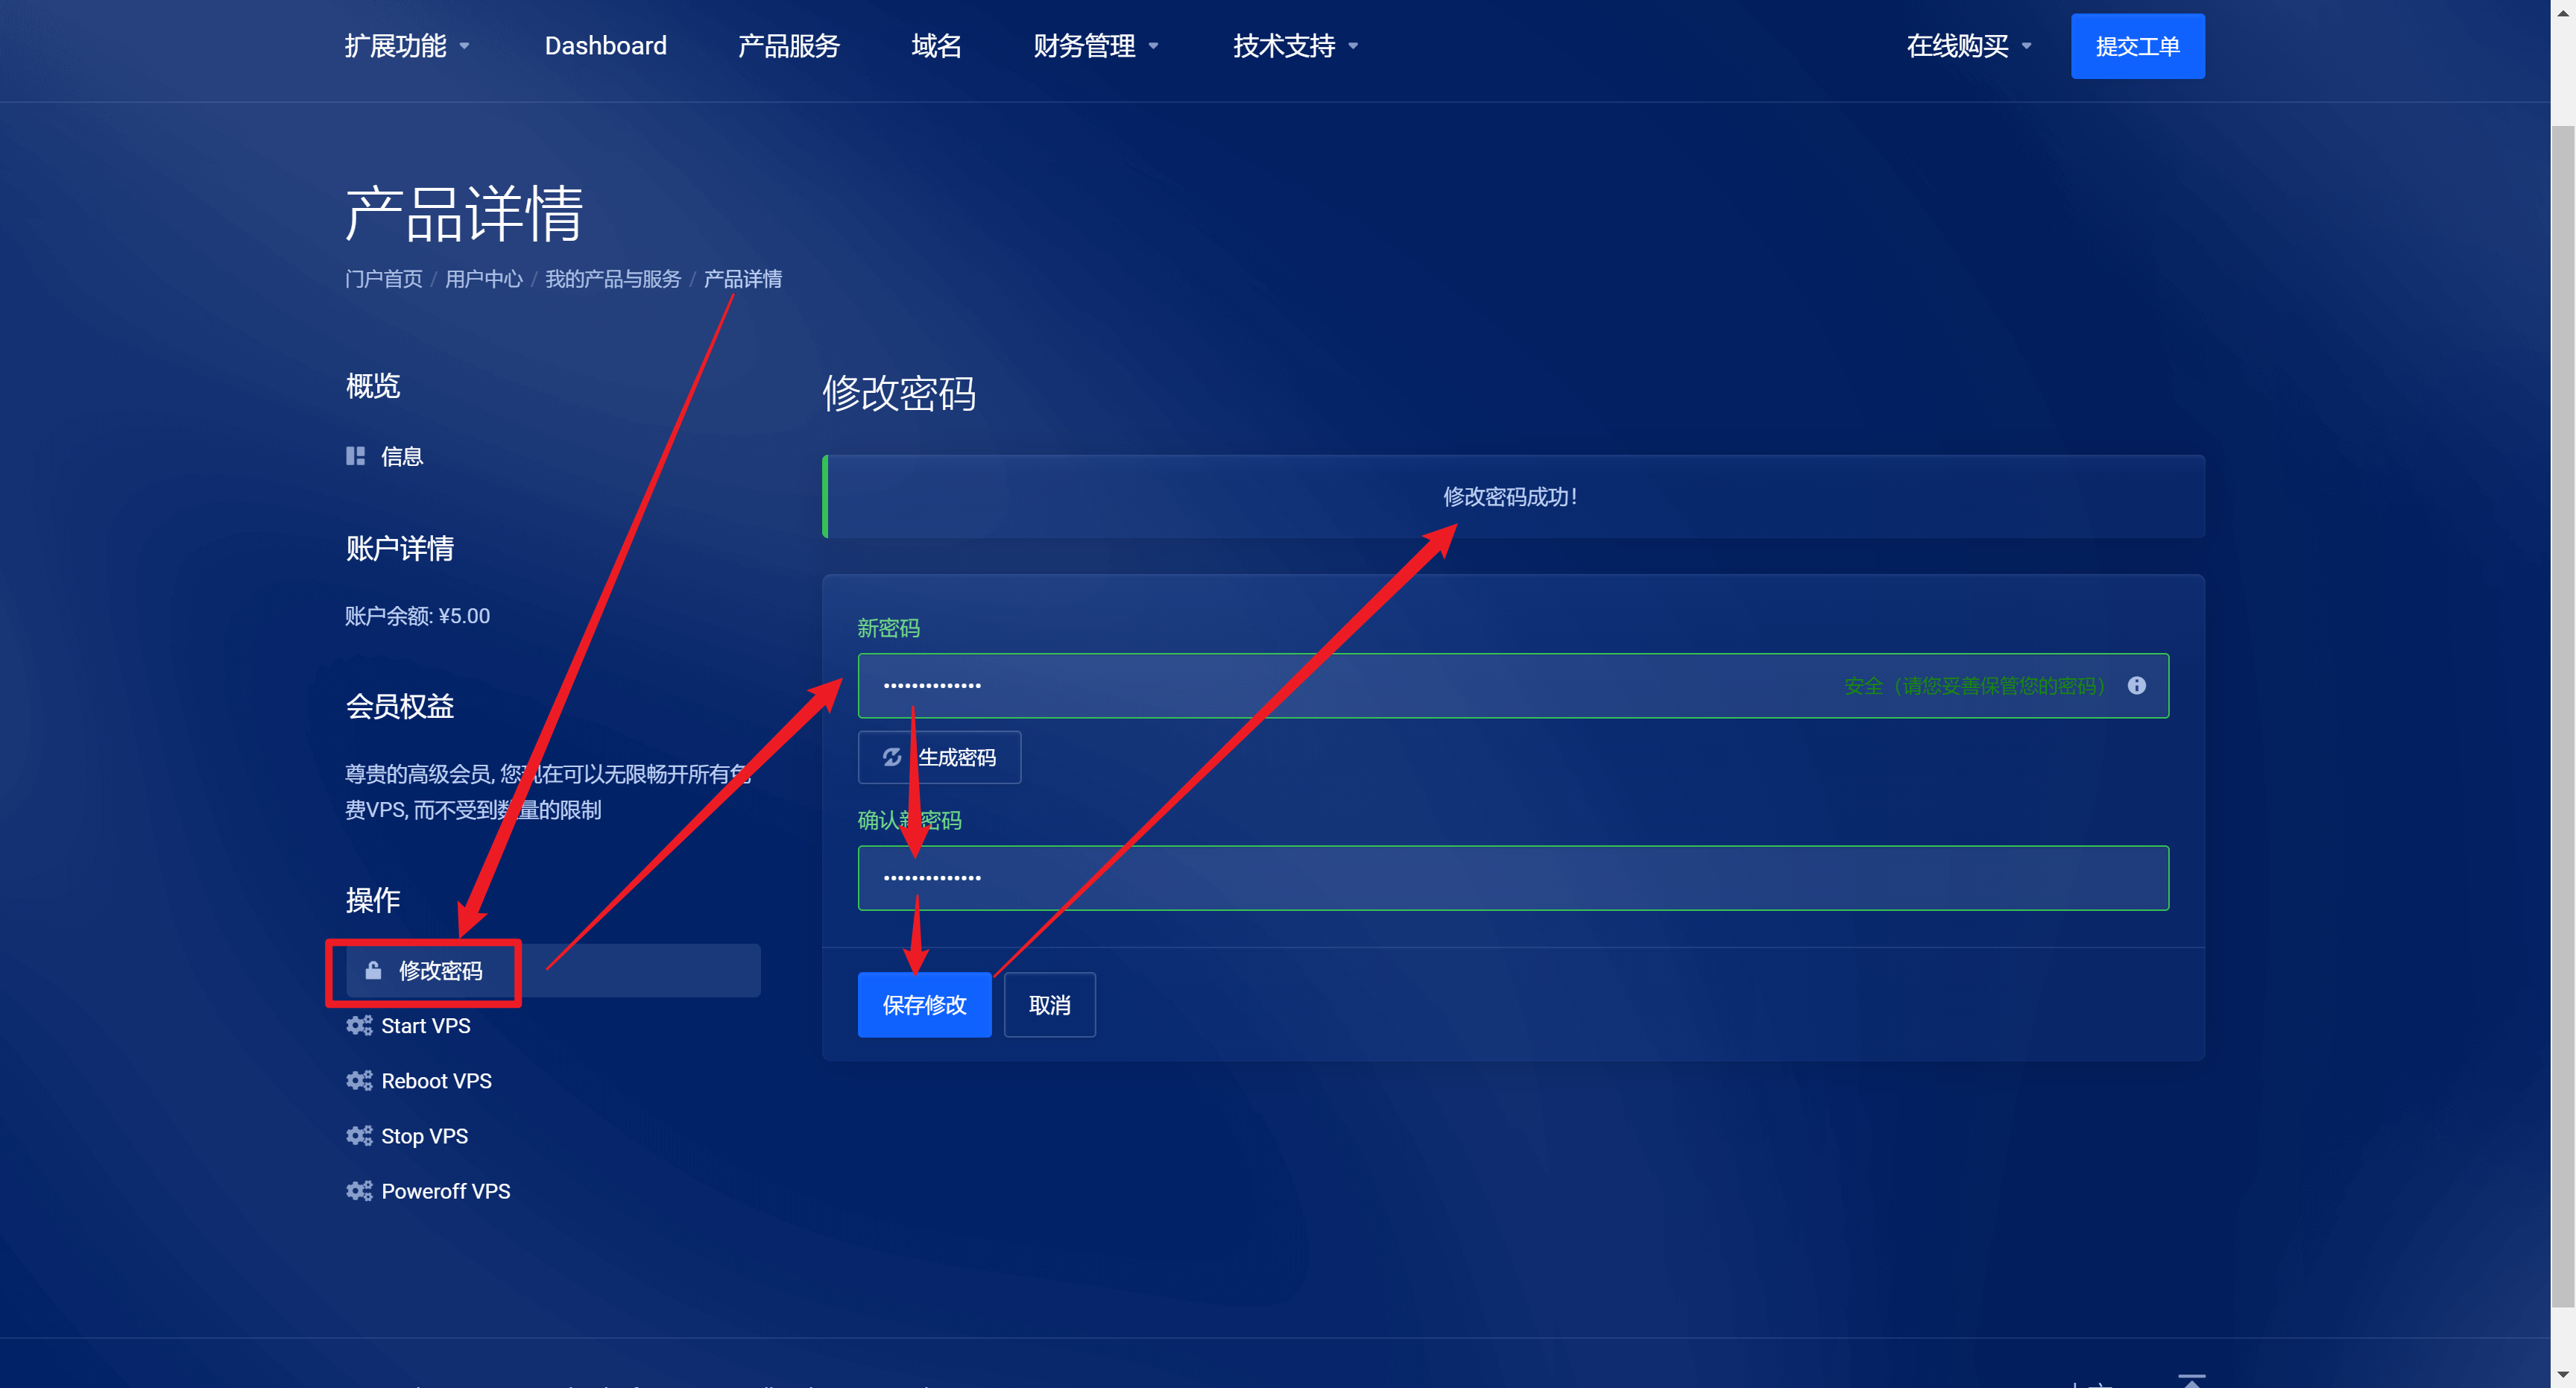 扩展功能 Dashboard 产品服务 域名 财务管理 技术支持 在线购买 提交工单
产品详情
门户首页 / 用户中心 / 我的产品与服务 / 产品详情
概览
信息
账户详情
账户余额: ¥5.00
会员权益
尊贵的高级会员, 您现在可以无限畅开所有免
费VPS, 而不受到数量的限制
操作
修改密码
Start VPS
Reboot VPS
Stop VPS
Poweroff VPS
修改密码
修改密码成功!
新密码
•••••••••••••• 安全（请您妥善保管您的密码）
生成密码
确认新密码
••••••••••••••
保存修改 取消